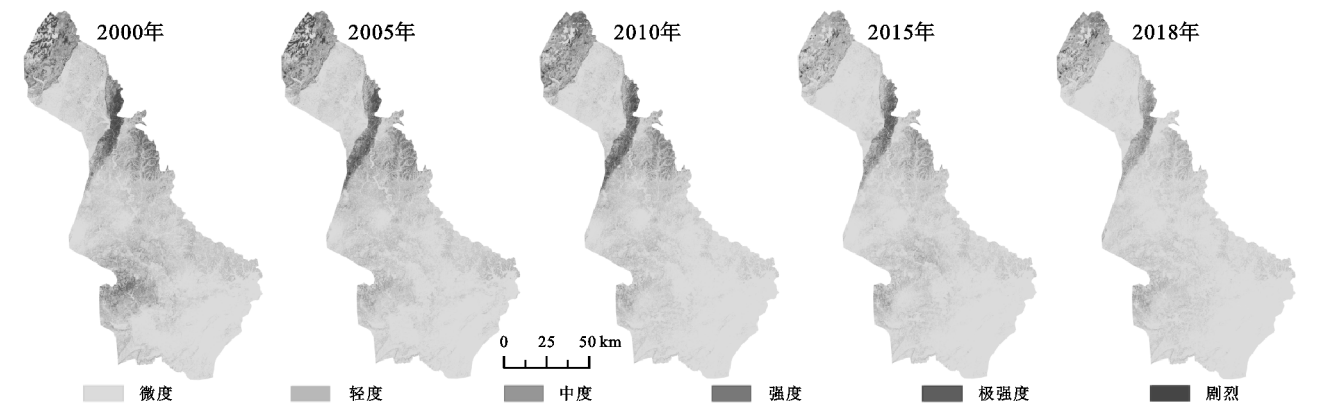 2000年
2005年
2010年
2015年
2018年
0 25 50 km
微度
轻度
中度
强度
极强度
剧烈